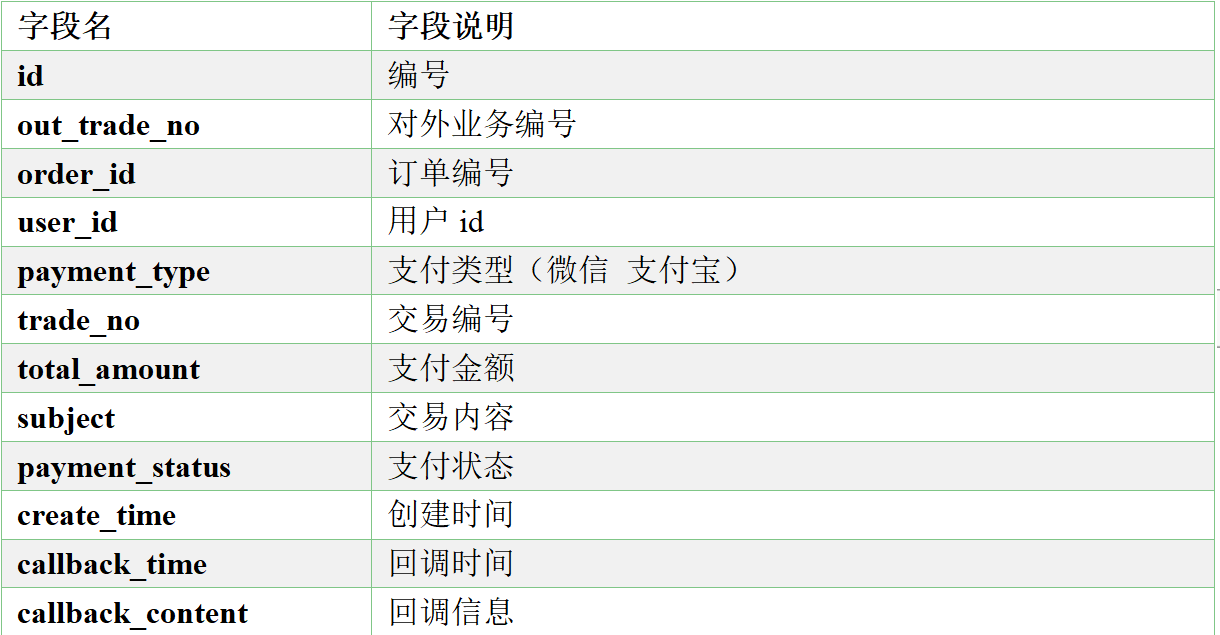 字段名 字段说明
id 编号
out_trade_no 对外业务编号
order_id 订单编号
user_id 用户 id
payment_type 支付类型（微信 支付宝）
trade_no 交易编号
total_amount 支付金额
subject 交易内容
payment_status 支付状态
create_time 创建时间
callback_time 回调时间
callback_content 回调信息